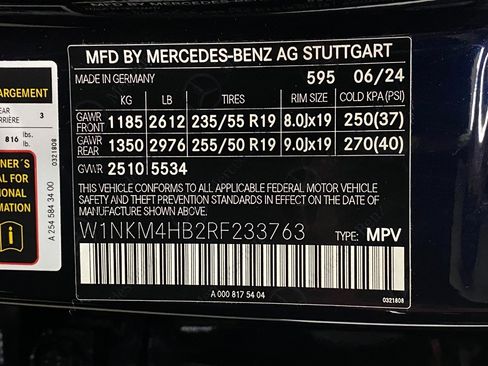 MFD BY MERCEDES-BENZ AG STUTTGART
MADE IN GERMANY 595 06/24
KG LB TIRES RIM SIZE COLD KPA (PSI)
GAWR FRONT 1185 2612 235/55 R19 8.0Jx19 250(37)
GAWR REAR 1350 2976 255/50 R19 9.0Jx19 270(40)
GVWR 2510 5534
THIS VEHICLE CONFORMS TO ALL APPLICABLE FEDERAL MOTOR VEHICLE
SAFETY AND THEFT PREVENTION STANDARDS IN EFFECT ON THE DATE OF
MANUFACTURE SHOWN ABOVE.
W1NKM4HB2RF233763 TYPE: MPV
A 000 817 54 04
0321808
ARGEMENT
EAR
RRIÈRE 3
816 lbs.
lb.
0321808
NER´S
AL FOR
IONAL
MATION
A 254 584 34 00